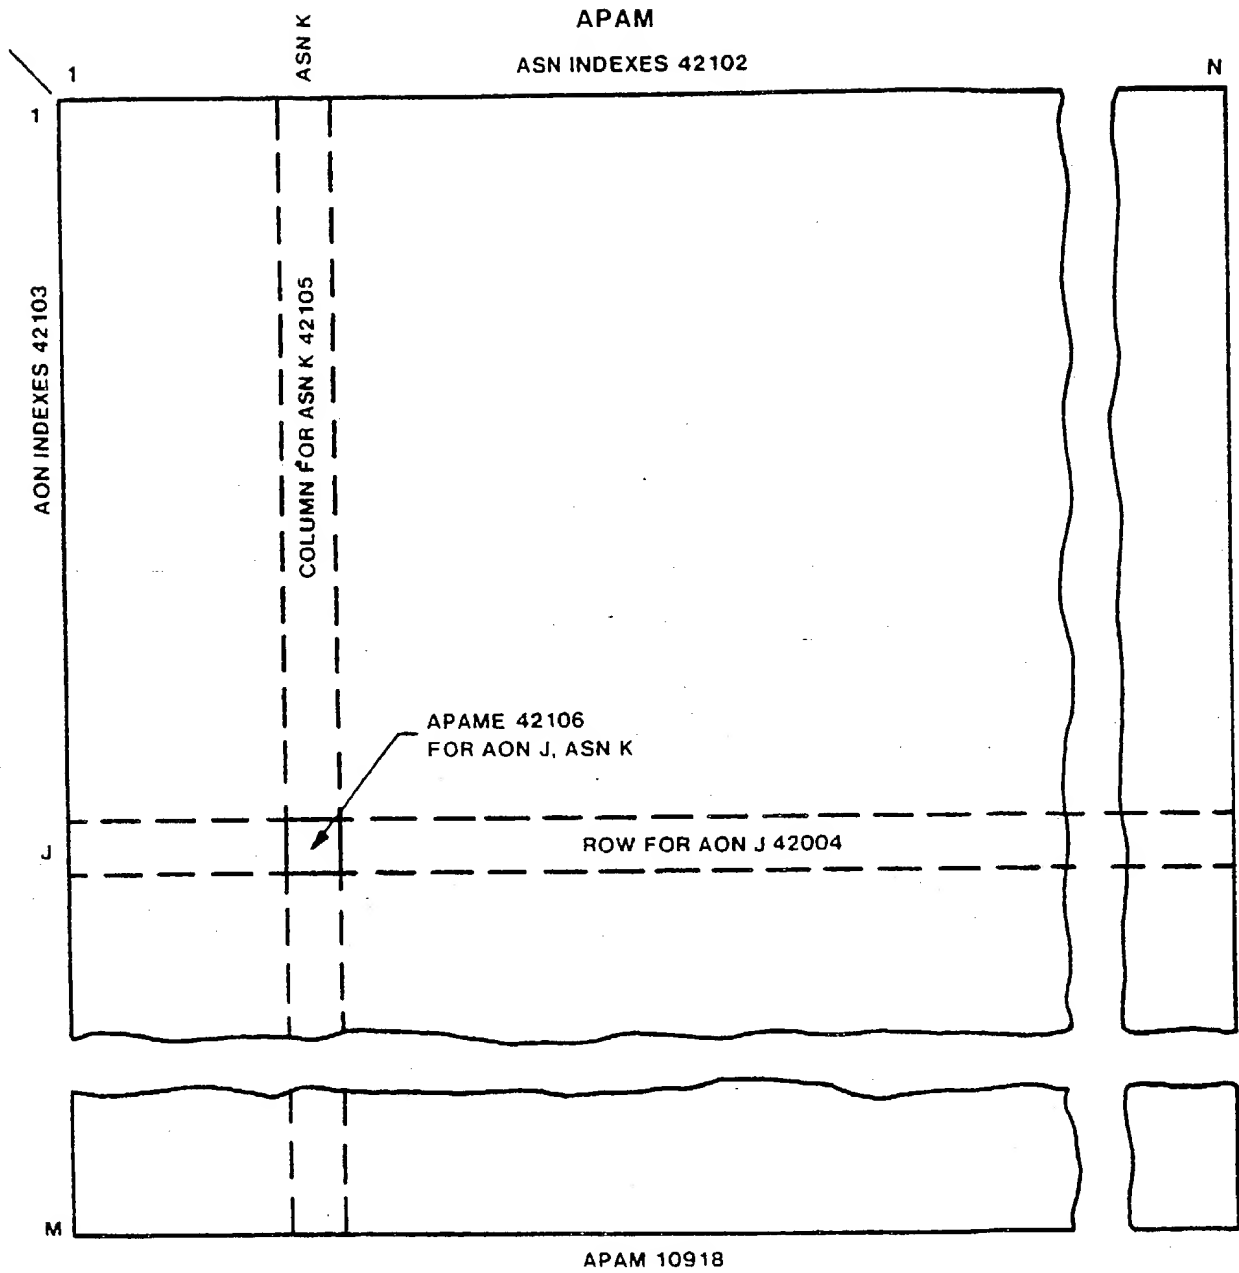 APAM
ASN K
ASN INDEXES 42102
1
N
1
AON INDEXES 42103
COLUMN FOR ASN K 42105
APAME 42106
FOR AON J, ASN K
J
ROW FOR AON J 42004
M
APAM 10918